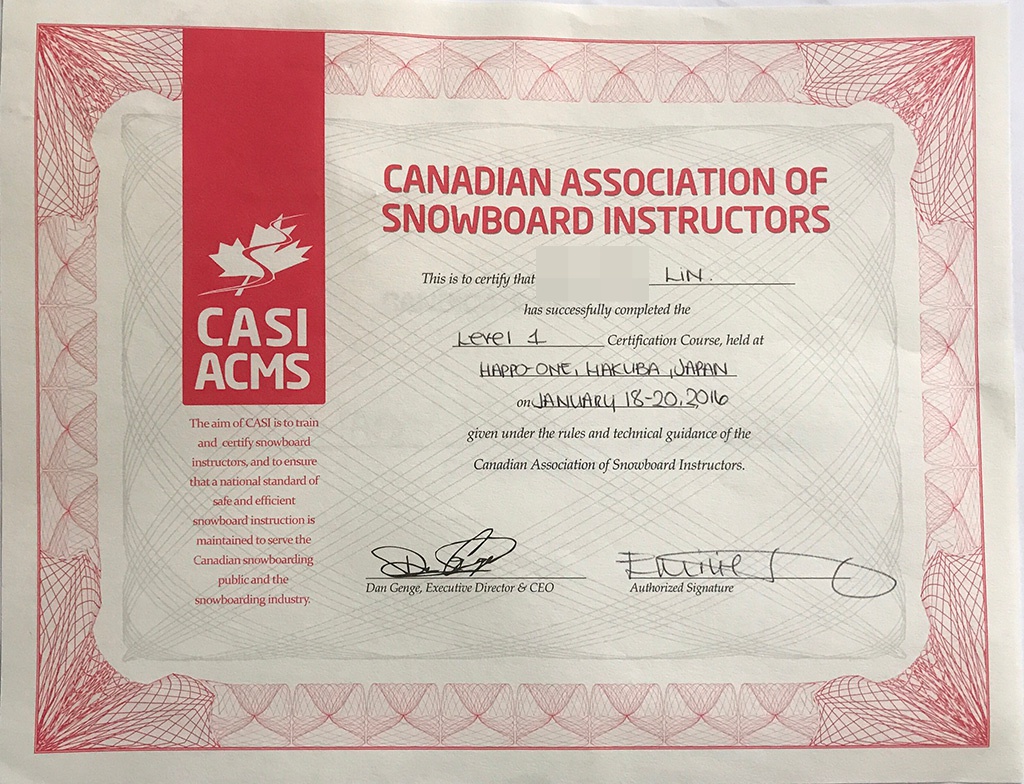 CASI
ACMS
The aim of CASI is to train
and certify snowboard
instructors, and to ensure
that a national standard of
safe and efficient
snowboard instruction is
maintained to serve the
Canadian snowboarding
public and the
snowboarding industry.
CANADIAN ASSOCIATION OF
SNOWBOARD INSTRUCTORS
This is to certify that LIN.
has successfully completed the
Level 1 Certification Course, held at
HAPPO-ONE, HAKUBA, JAPAN
on JANUARY 18-20, 2016
given under the rules and technical guidance of the
Canadian Association of Snowboard Instructors.
Dan Genge, Executive Director & CEO
Authorized Signature